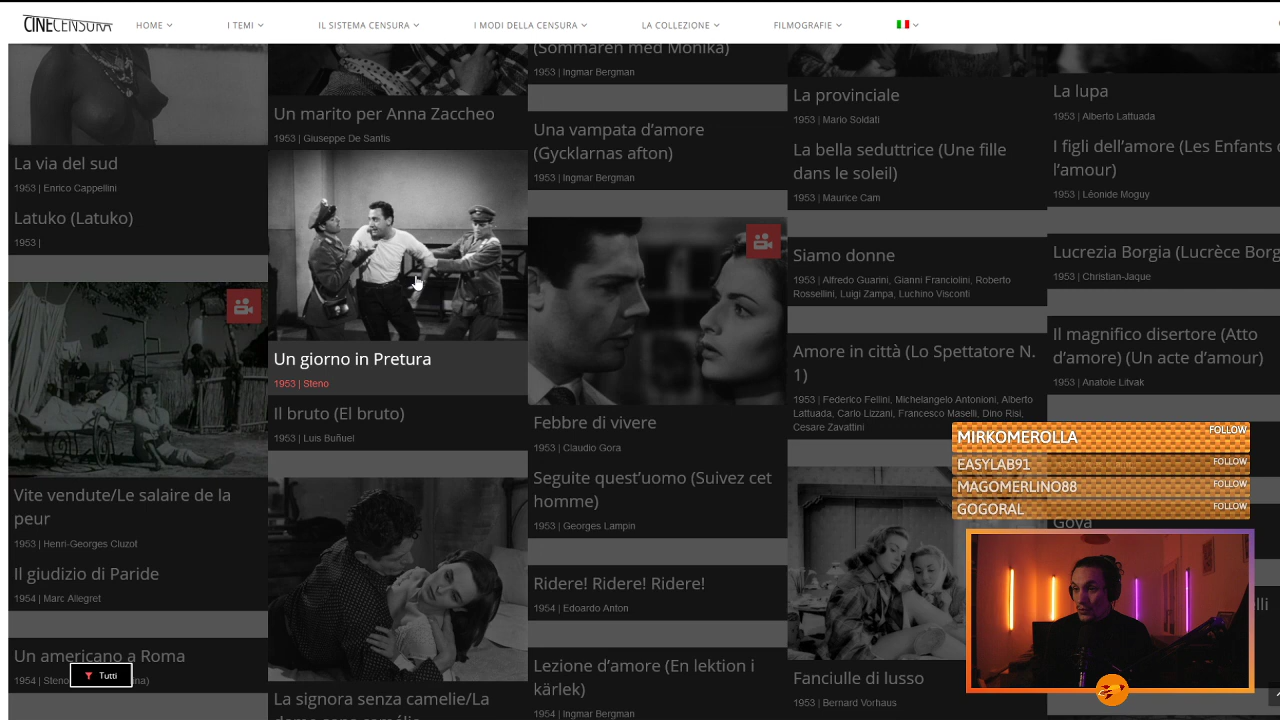 CINECENSURA
HOME
I TEMI
IL SISTEMA CENSURA
I MODI DELLA CENSURA
LA COLLEZIONE
FILMOGRAFIE
La via del sud
1953 | Enrico Cappellini
Latuko (Latuko)
1953 |
Vite vendute/Le salaire de la
peur
1953 | Henri-Georges Cluzot
Il giudizio di Paride
1954 | Marc Allegret
Un americano a Roma
1954 | Steno
Tutti
Un marito per Anna Zaccheo
1953 | Giuseppe De Santis
Un giorno in Pretura
1953 | Steno
Il bruto (El bruto)
1953 | Luis Buñuel
La signora senza camelie/La
(Sommaren med Monika)
1953 | Ingmar Bergman
Una vampata d'amore
(Gycklarnas afton)
1953 | Ingmar Bergman
Febbre di vivere
1953 | Claudio Gora
Seguite quest'uomo (Suivez cet
homme)
1953 | Georges Lampin
Ridere! Ridere! Ridere!
1954 | Edoardo Anton
Lezione d'amore (En lektion i
kärlek)
1954 | Ingmar Bergman
La provinciale
1953 | Mario Soldati
La bella seduttrice (Une fille
dans le soleil)
1953 | Maurice Cam
Siamo donne
1953 | Alfredo Guarini, Gianni Franciolini, Roberto
Rossellini, Luigi Zampa, Luchino Visconti
Amore in città (Lo Spettatore N.
1)
1953 | Federico Fellini, Michelangelo Antonioni, Alberto
Lattuada, Carlo Lizzani, Francesco Maselli, Dino Risi,
Cesare Zavattini
Fanciulle di lusso
1953 | Bernard Vorhaus
La lupa
1953 | Alberto Lattuada
I figli dell'amore (Les Enfants
l'amour)
1953 | Léonide Moguy
Lucrezia Borgia (Lucrèce Borg
1953 | Christian-Jaque
Il magnifico disertore (Atto
d'amore) (Un acte d'amour)
1953 | Anatole Litvak
Goya
MIRKOMEROLLA FOLLOW
EASYLAB91 FOLLOW
MAGOMERLINO88 FOLLOW
GOGORAL FOLLOW